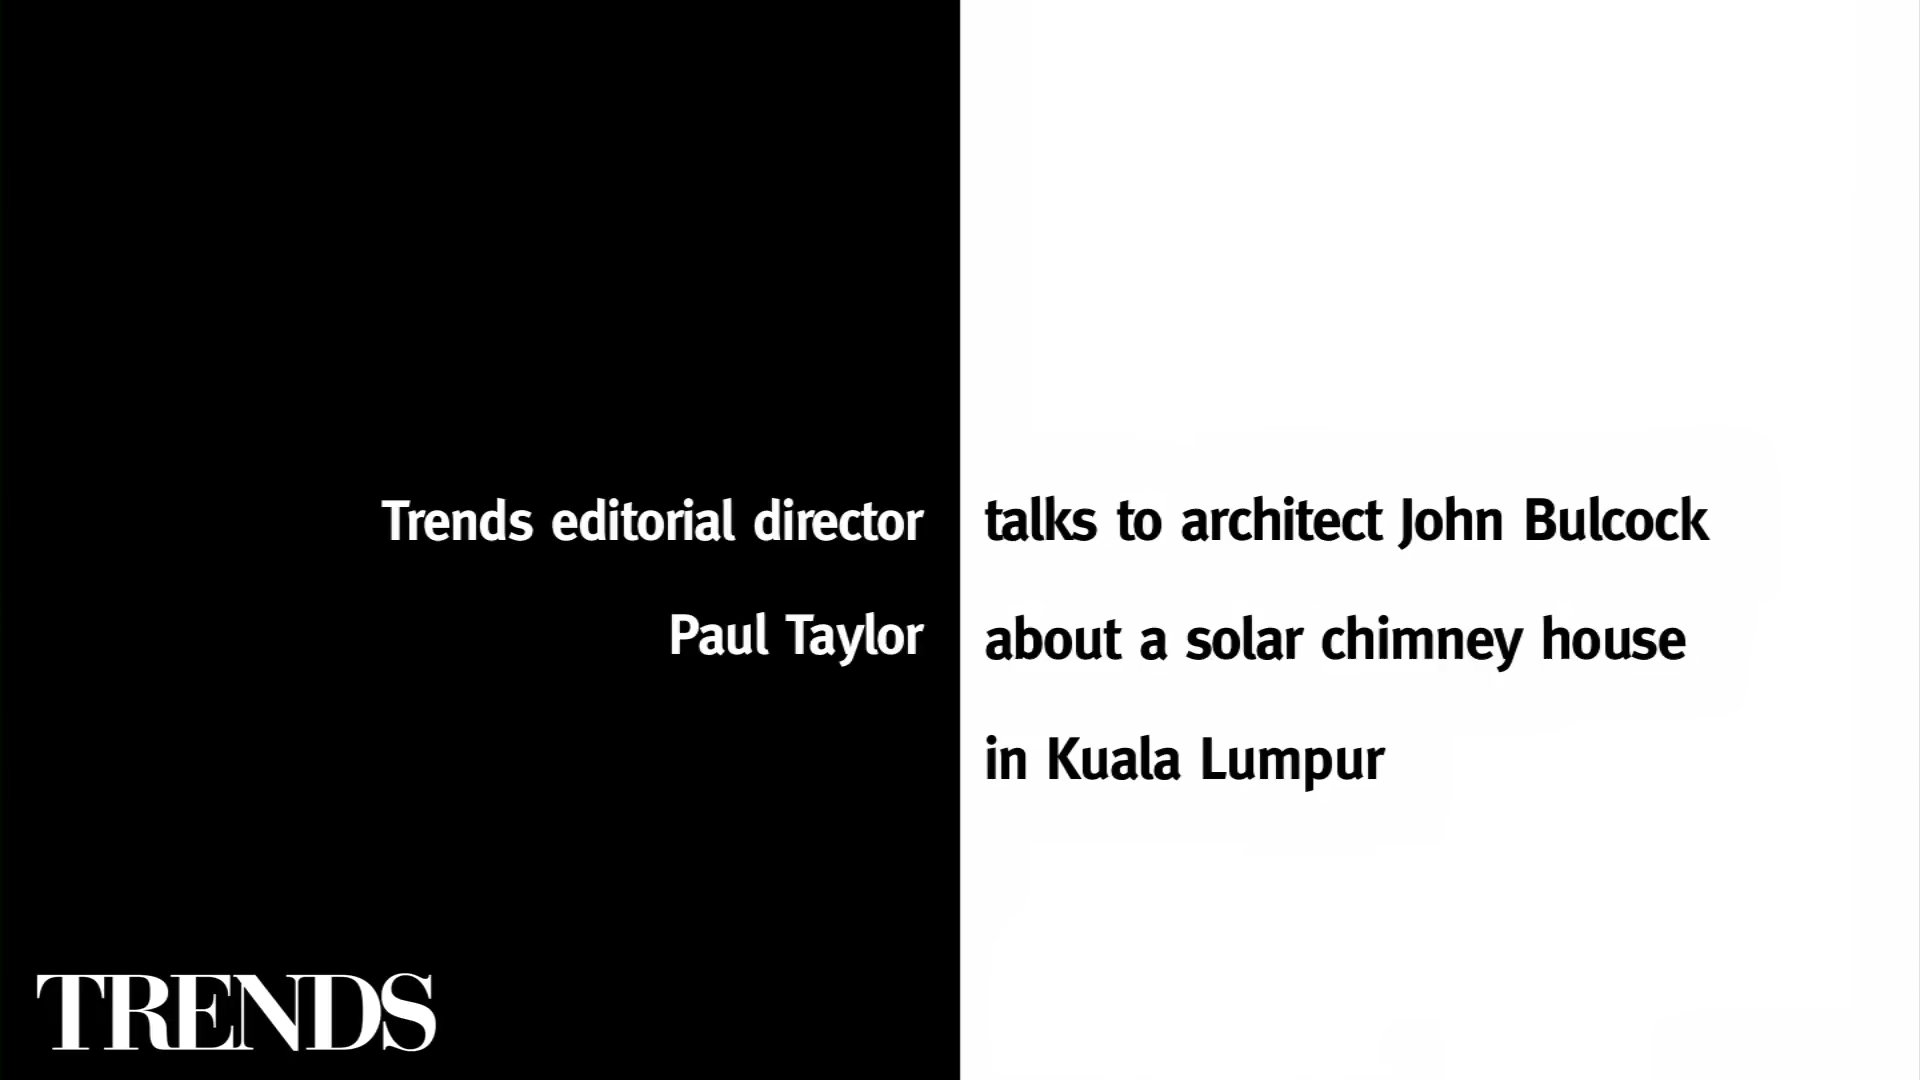 Trends editorial director
Paul Taylor
talks to architect John Bulcock
about a solar chimney house
in Kuala Lumpur
TRENDS